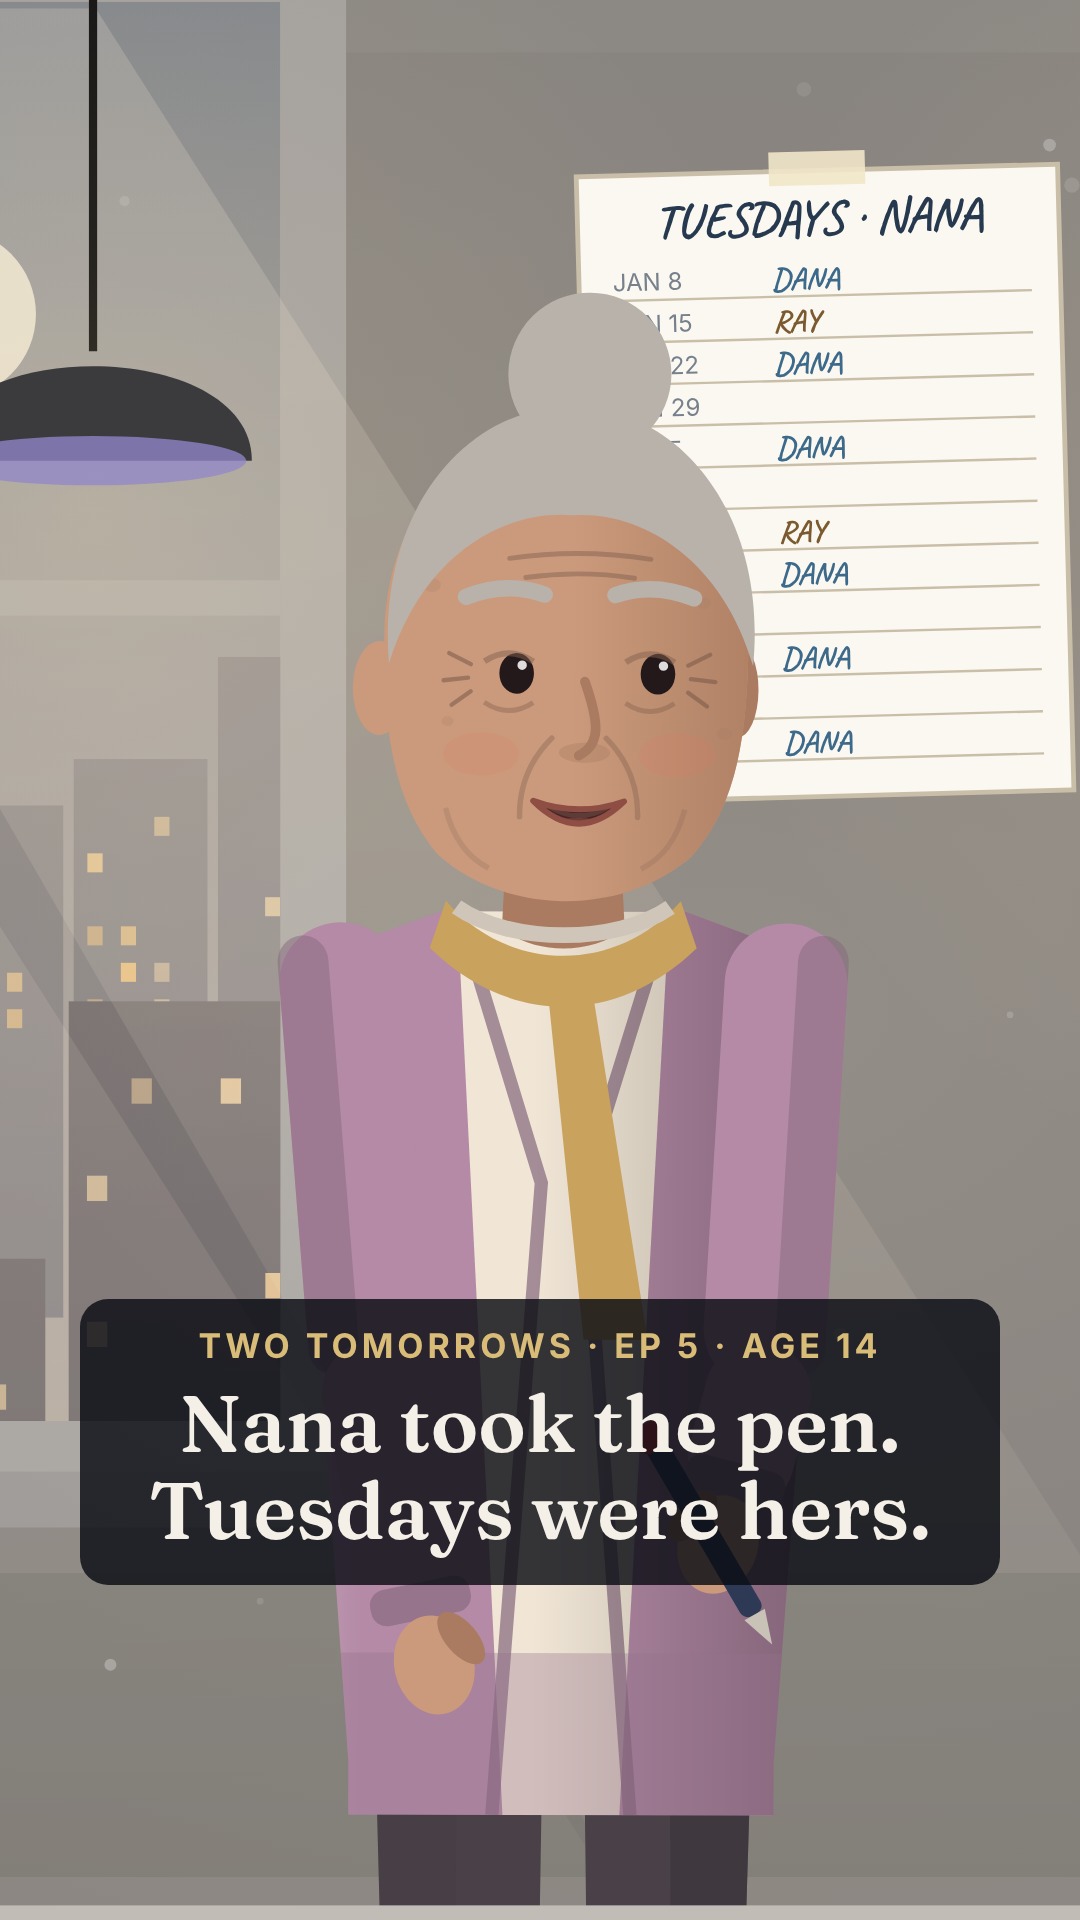 TUESDAYS · NANA
JAN 8 DANA
15 RAY
22 DANA
29
DANA
RAY
DANA
DANA
DANA
TWO TOMORROWS · EP 5 · AGE 14
Nana took the pen.
Tuesdays were hers.